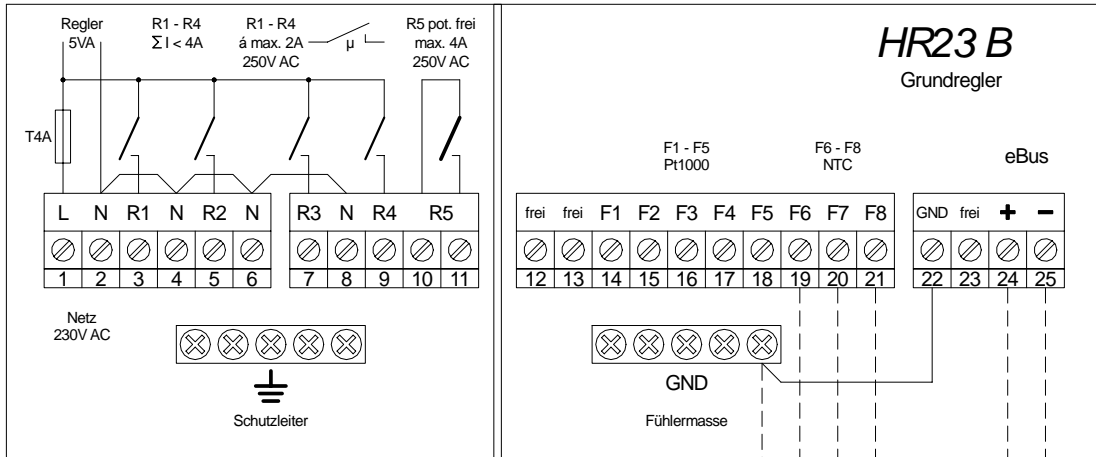 Regler
5VA
R1 - R4
Σ I < 4A
R1 - R4
á max. 2A
250V AC
µ
R5 pot. frei
max. 4A
250V AC
T4A
L N R1 N R2 N R3 N R4 R5
1 2 3 4 5 6 7 8 9 10 11
Netz
230V AC
Schutzleiter
HR23 B
Grundregler
F1 - F5
Pt1000
F6 - F8
NTC
eBus
frei frei F1 F2 F3 F4 F5 F6 F7 F8 GND frei + −
12 13 14 15 16 17 18 19 20 21 22 23 24 25
GND
Fühlermasse